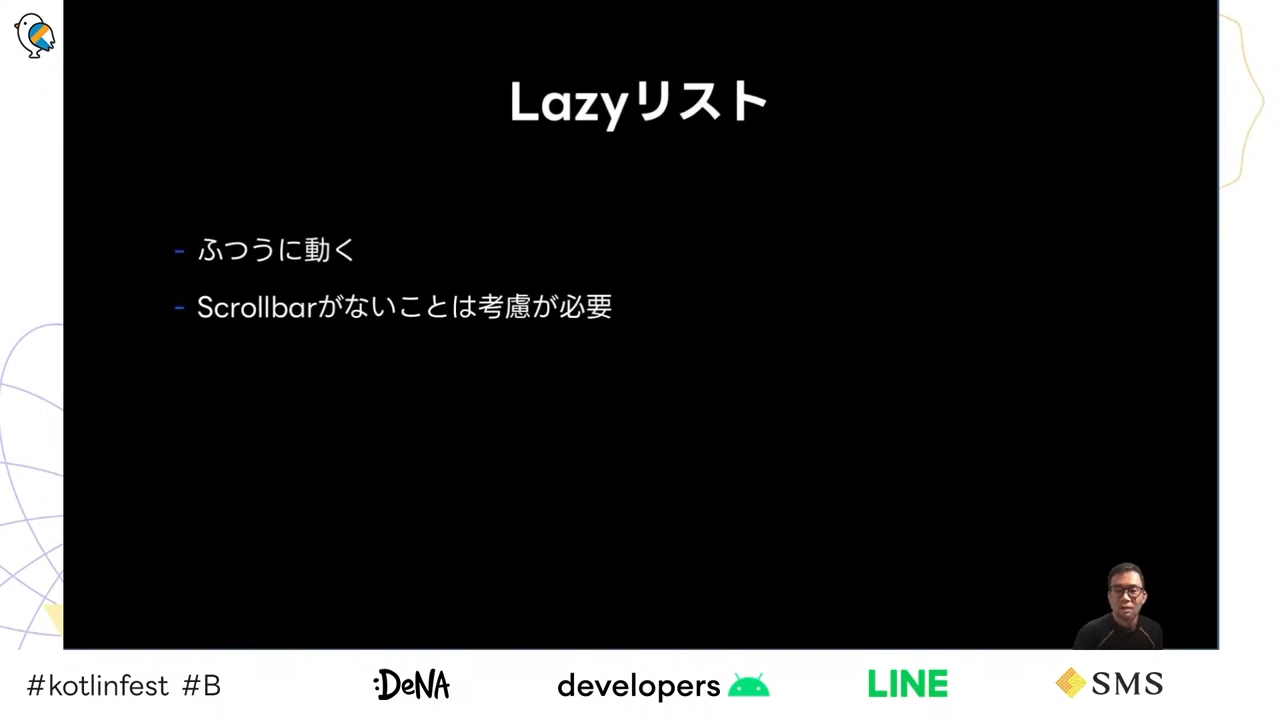 Lazyリスト
- ふつうに動く
- Scrollbarがないことは考慮が必要
#kotlinfest #B
:DeNA
developers
LINE
SMS